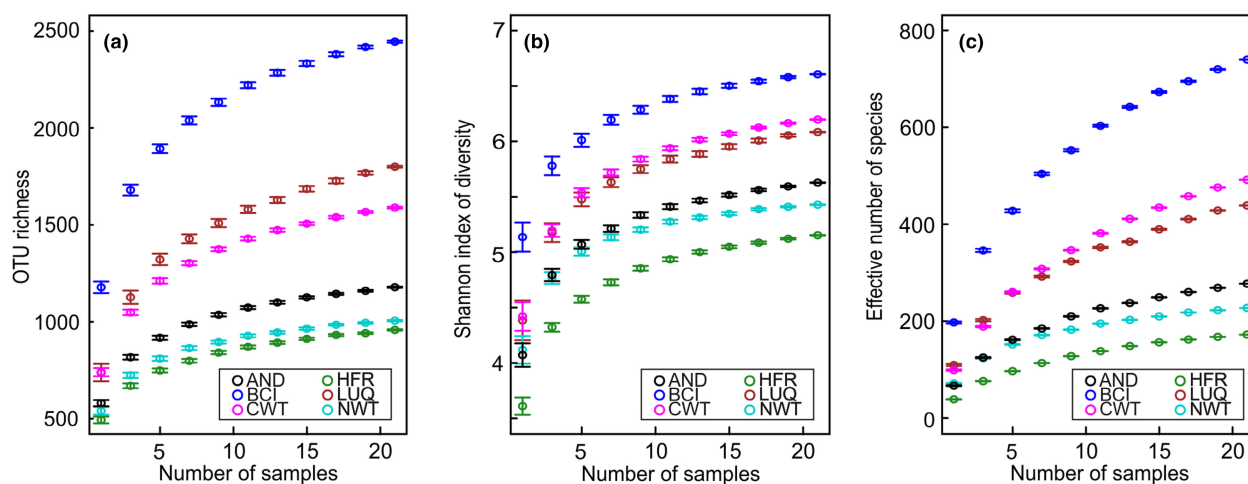 (a)
OTU richness
2500
2000
1500
1000
500
5 10 15 20
Number of samples
AND HFR
BCI LUQ
CWT NWT
(b)
Shannon index of diversity
7
6
5
4
5 10 15 20
Number of samples
AND HFR
BCI LUQ
CWT NWT
(c)
Effective number of species
800
600
400
200
0
5 10 15 20
Number of samples
AND HFR
BCI LUQ
CWT NWT